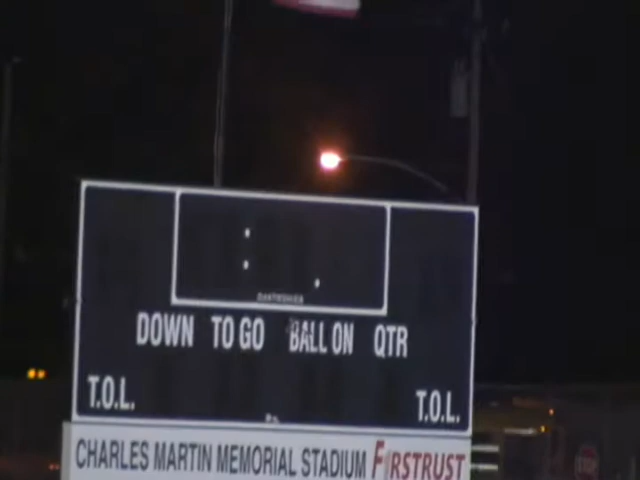 DOWN TO GO BALL ON QTR
T.O.L. T.O.L.
CHARLES MARTIN MEMORIAL STADIUM FIRSTRUST